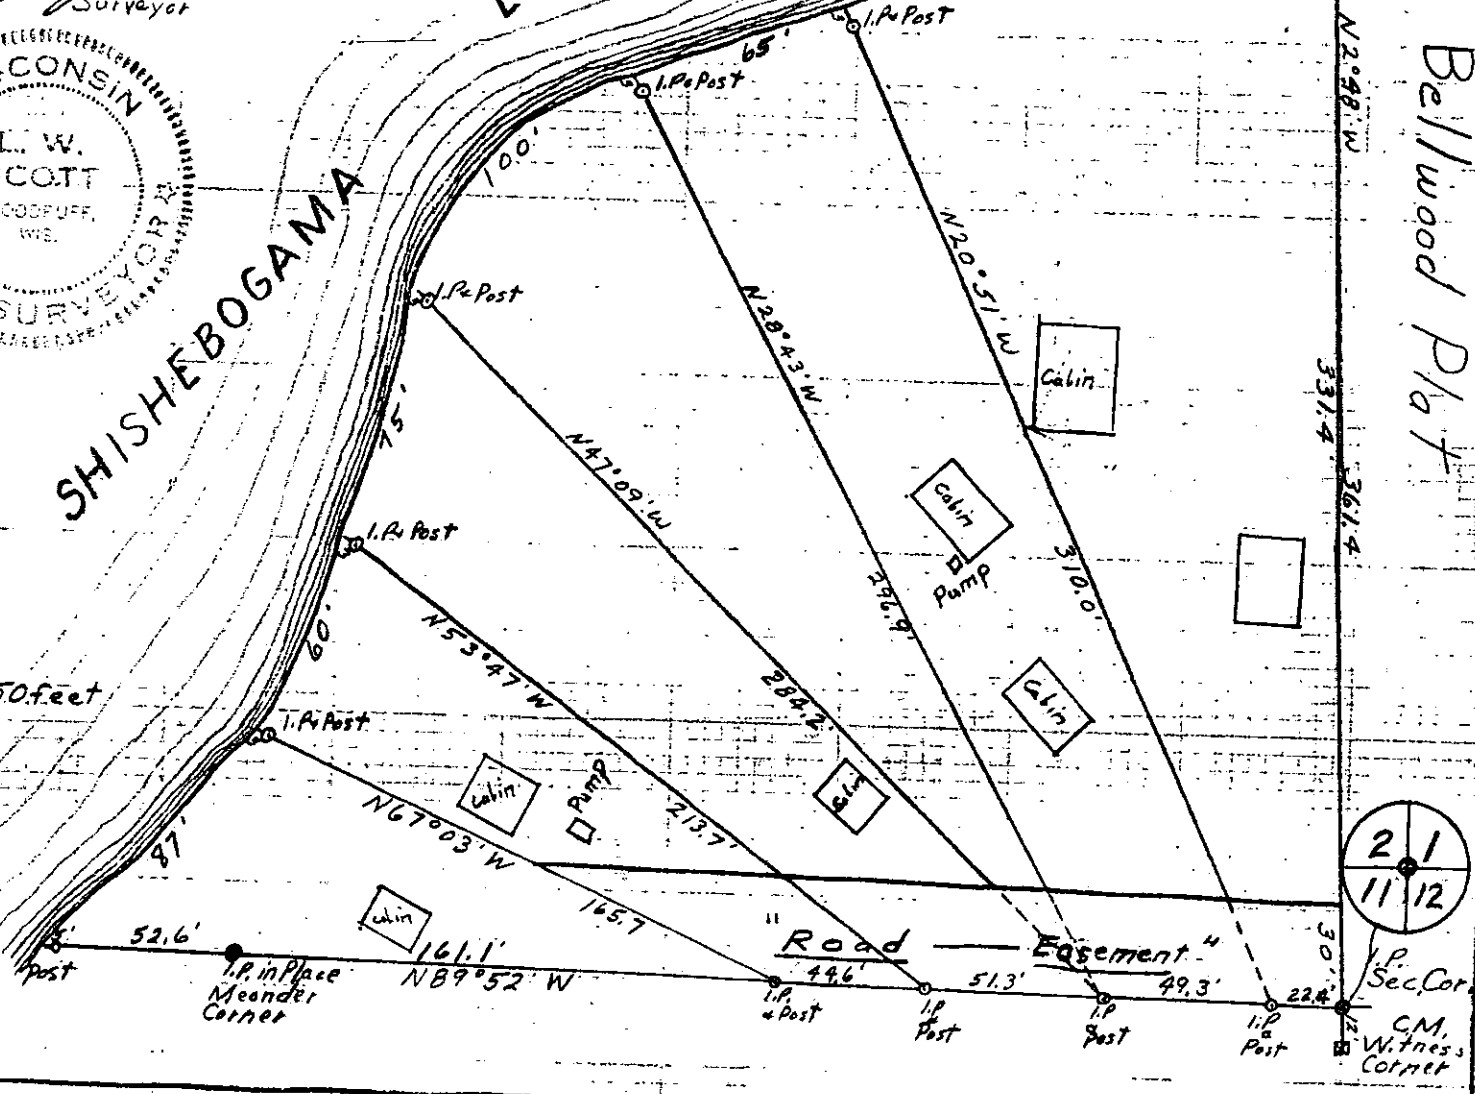 Surveyor
CONSIN
L. W.
COTT
WIS.
SURVEYOR
SHISHEBOGAMA
Bellwood Plat
I.P. & Post
65'
I.P. & Post
100'
N 2°48' W
N20°51' W
N28°43' W
I.P. & Post
Cabin
331.4
361.4
75'
N47°09' W
Cabin
Pump
310.0'
296.9'
I.P. & Post
60'
N53°47' W
284.2'
Cabin
50 feet
I.P. & Post
Cabin
Pump
Cabin
213.7'
N67°03' W
87'
165.7
2 1
11 12
Cabin
"Road Easement"
30'
52.6'
161.1'
44.6'
51.3'
49.3'
22.4'
Post
I.P. in Place
Meander
Corner
N89°52' W
I.P.
& Post
I.P.
& Post
I.P.
& Post
I.P.
& Post
I.P.
Sec. Cor.
12'
C.M.
Witness
Corner